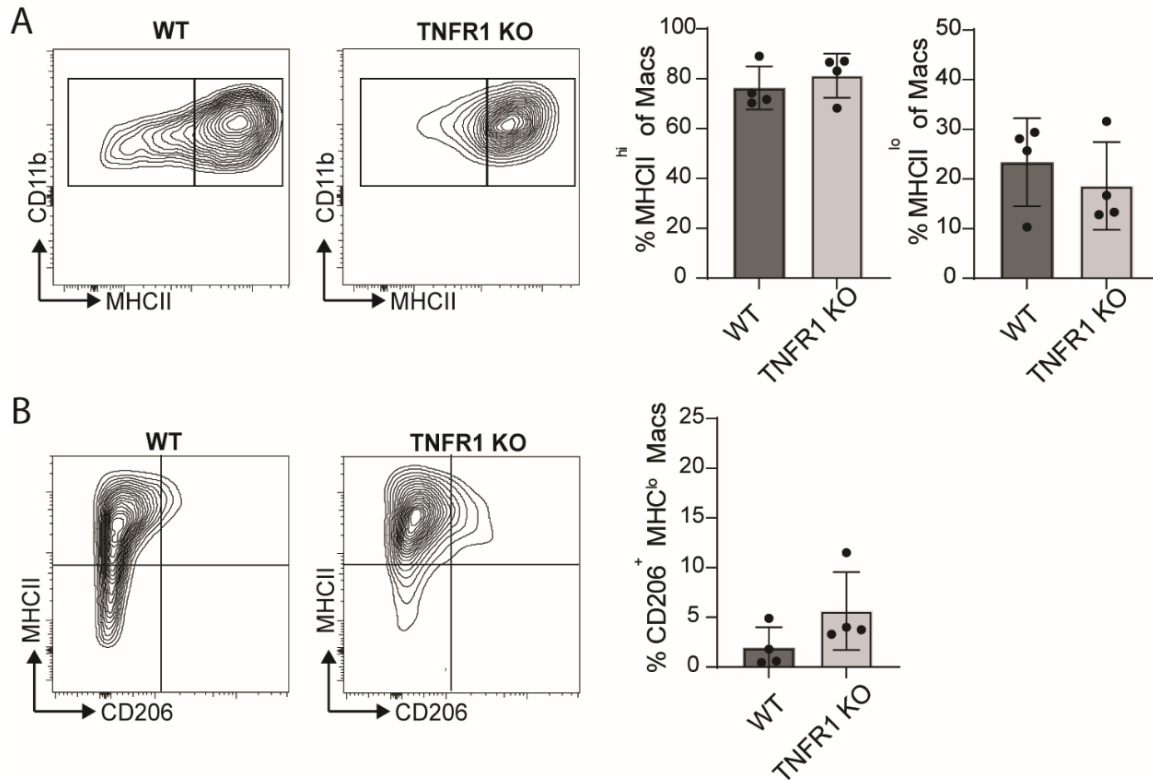 A
WT
TNFR1 KO
CD11b
MHCII
CD11b
MHCII
% MHCII hi of Macs
100
80
60
40
20
0
WT
TNFR1 KO
% MHCII lo of Macs
50
40
30
20
10
0
WT
TNFR1 KO
B
WT
TNFR1 KO
MHCII
CD206
MHCII
CD206
% CD206+ MHClo Macs
25
20
15
10
5
0
WT
TNFR1 KO